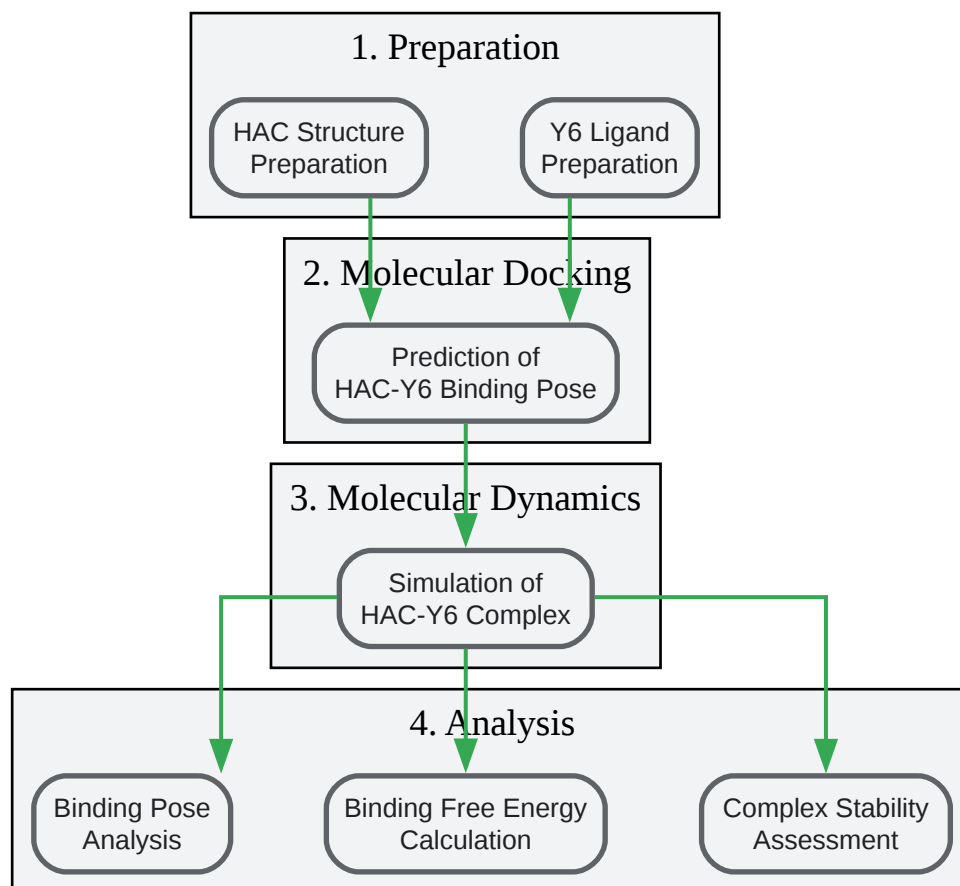 1. Preparation
HAC Structure
Preparation
Y6 Ligand
Preparation
2. Molecular Docking
Prediction of
HAC-Y6 Binding Pose
3. Molecular Dynamics
Simulation of
HAC-Y6 Complex
4. Analysis
Binding Pose
Analysis
Binding Free Energy
Calculation
Complex Stability
Assessment